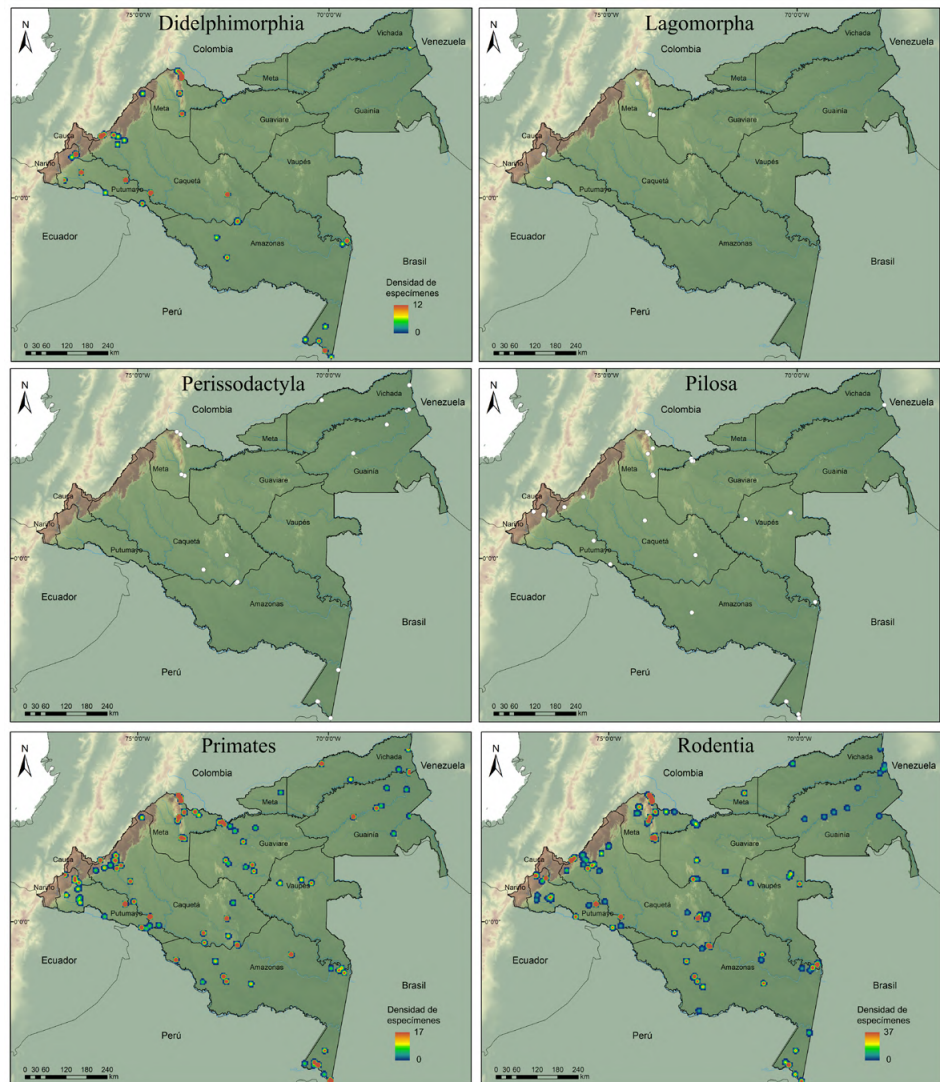 Didelphimorphia
75°0'0"W
70°0'0"W
N
Colombia
Vichada
Venezuela
Meta
Guainía
Meta
Guaviare
Cauca
Vaupés
Nariño
Caquetá
Putumayo
0°0'0"
Ecuador
Amazonas
Brasil
Perú
Densidad de
especímenes
12
0
0 30 60 120 180 240
km
Lagomorpha
75°0'0"W
70°0'0"W
N
Colombia
Vichada
Venezuela
Meta
Guainía
Meta
Guaviare
Cauca
Vaupés
Nariño
Caquetá
Putumayo
0°0'0"
Ecuador
Amazonas
Brasil
Perú
0 30 60 120 180 240
km
Perissodactyla
75°0'0"W
70°0'0"W
N
Colombia
Vichada
Venezuela
Meta
Guainía
Meta
Guaviare
Cauca
Vaupés
Nariño
Caquetá
Putumayo
0°0'0"
Ecuador
Amazonas
Brasil
Perú
0 30 60 120 180 240
km
Pilosa
75°0'0"W
70°0'0"W
N
Colombia
Vichada
Venezuela
Meta
Guainía
Meta
Guaviare
Cauca
Vaupés
Nariño
Caquetá
Putumayo
0°0'0"
Ecuador
Amazonas
Brasil
Perú
0 30 60 120 180 240
km
Primates
75°0'0"W
70°0'0"W
N
Colombia
Vichada
Venezuela
Meta
Guainía
Meta
Guaviare
Cauca
Vaupés
Nariño
Caquetá
Putumayo
0°0'0"
Ecuador
Amazonas
Brasil
Perú
Densidad de
especímenes
17
0
0 30 60 120 180 240
km
Rodentia
75°0'0"W
70°0'0"W
N
Colombia
Vichada
Venezuela
Meta
Guainía
Meta
Guaviare
Cauca
Vaupés
Nariño
Caquetá
Putumayo
0°0'0"
Ecuador
Amazonas
Brasil
Perú
Densidad de
especímenes
37
0
0 30 60 120 180 240
km